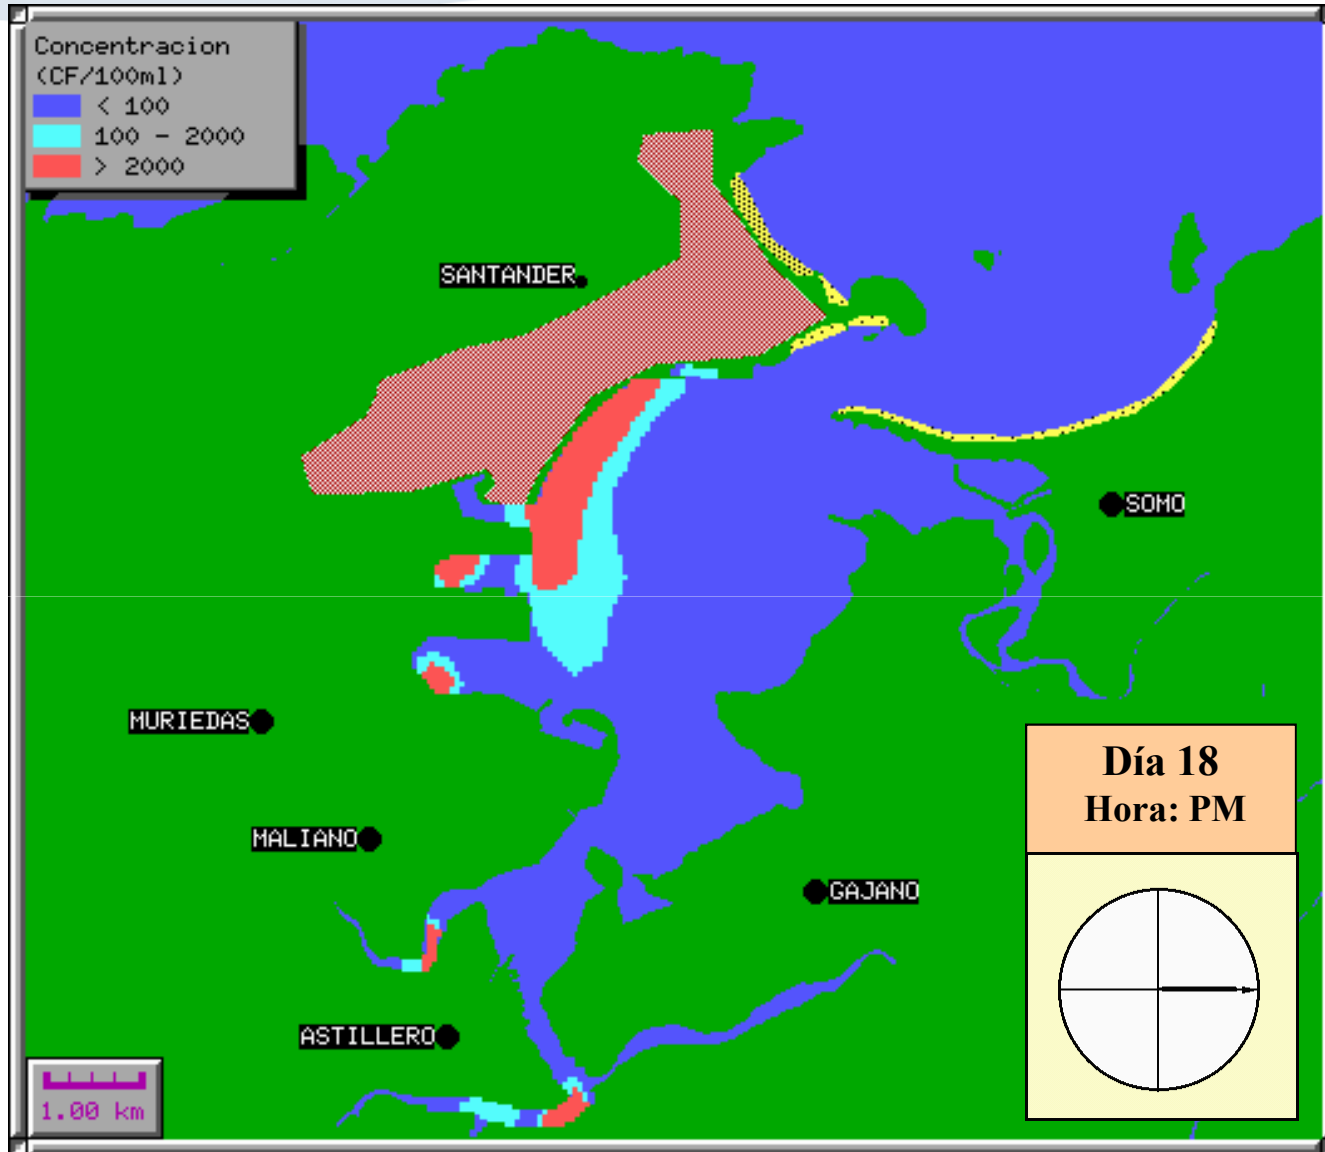 Concentracion
(CF/100ml)
< 100
100 - 2000
> 2000
SANTANDER
SOMO
MURIEDAS
MALIANO
GAJANO
ASTILLERO
1.00 km
Día 18
Hora: PM